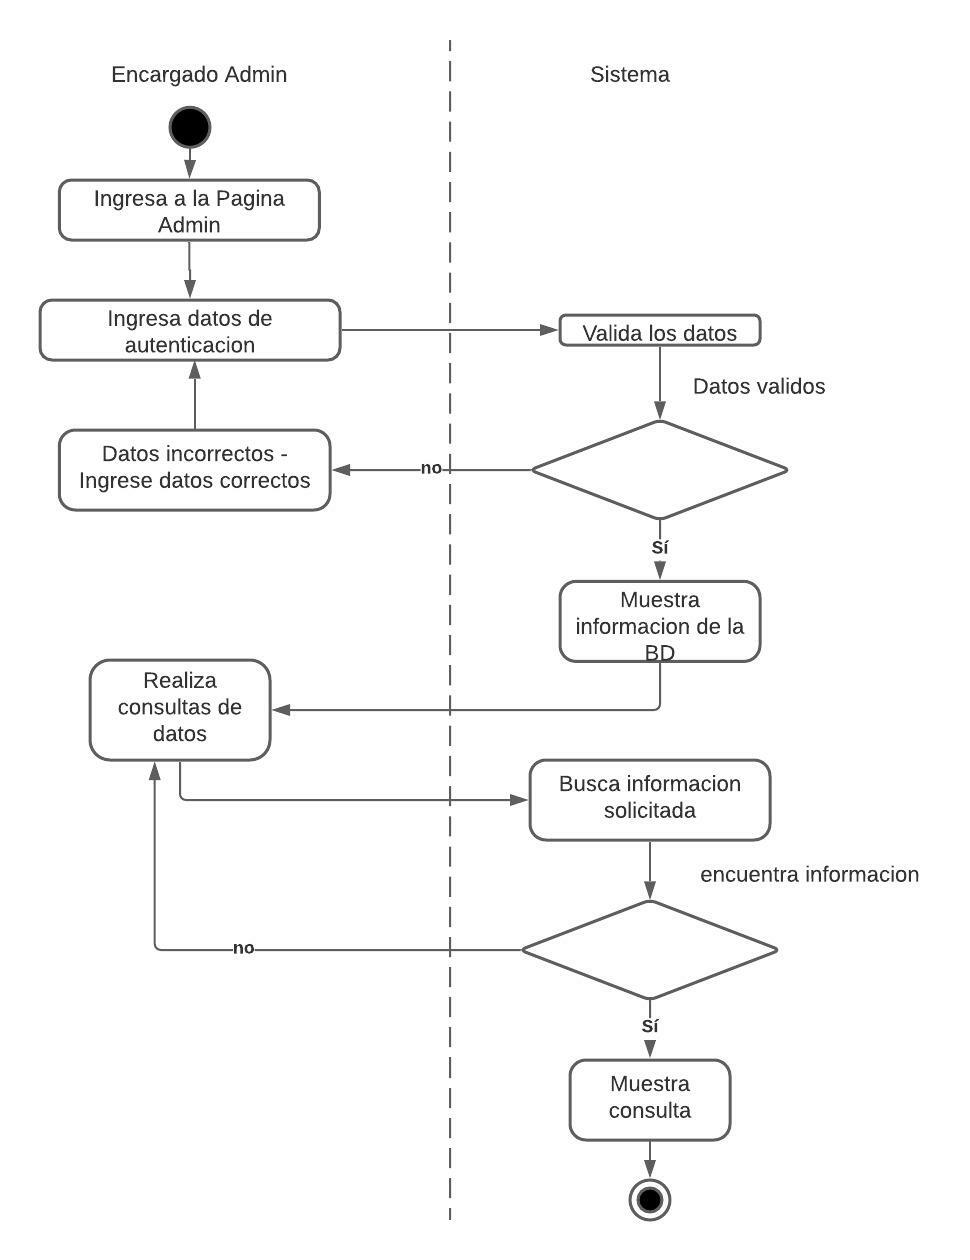 Encargado Admin
Sistema
Ingresa a la Pagina
Admin
Ingresa datos de
autenticacion
Valida los datos
Datos validos
Datos incorrectos -
Ingrese datos correctos
no
Sí
Muestra
informacion de la
BD
Realiza
consultas de
datos
Busca informacion
solicitada
encuentra informacion
no
Sí
Muestra
consulta